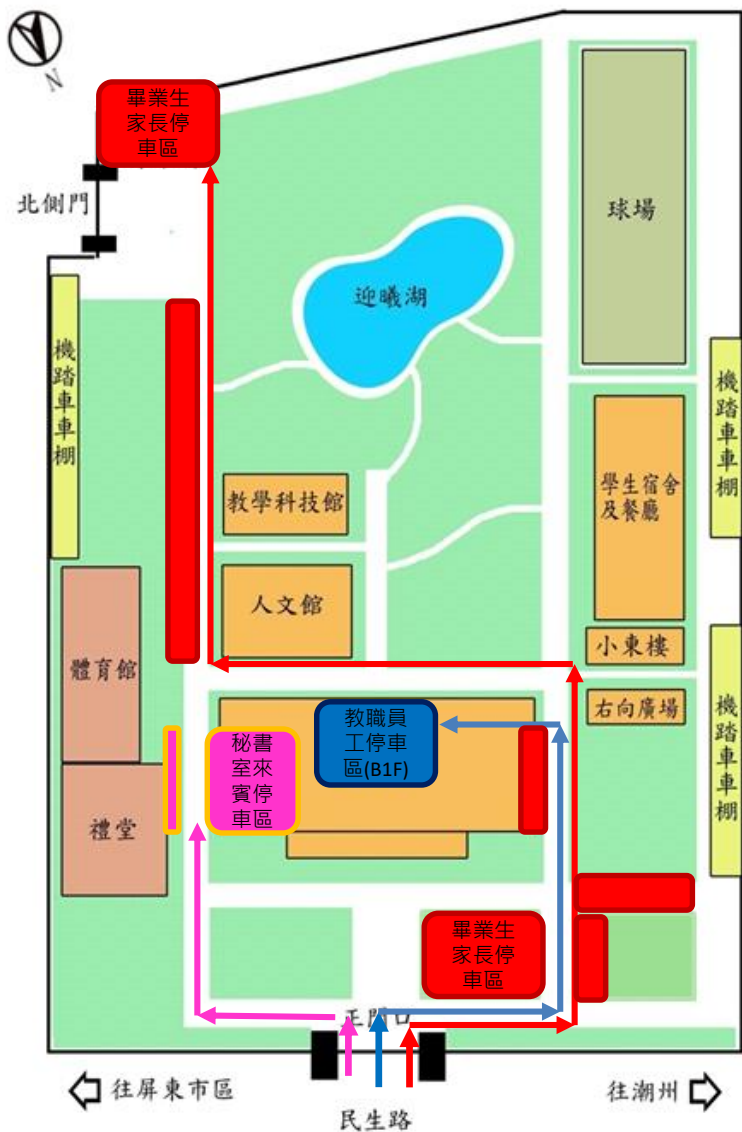 N
畢業生
家長停
車區
北側門
球場
迎曦湖
機踏車車棚
機踏車車棚
教學科技館
學生宿舍
及餐廳
人文館
小東樓
體育館
右向廣場
教職員
工停車
區(B1F)
秘書
室來
賓停
車區
機踏車車棚
禮堂
畢業生
家長停
車區
正門口
往屏東市區
往潮州
民生路